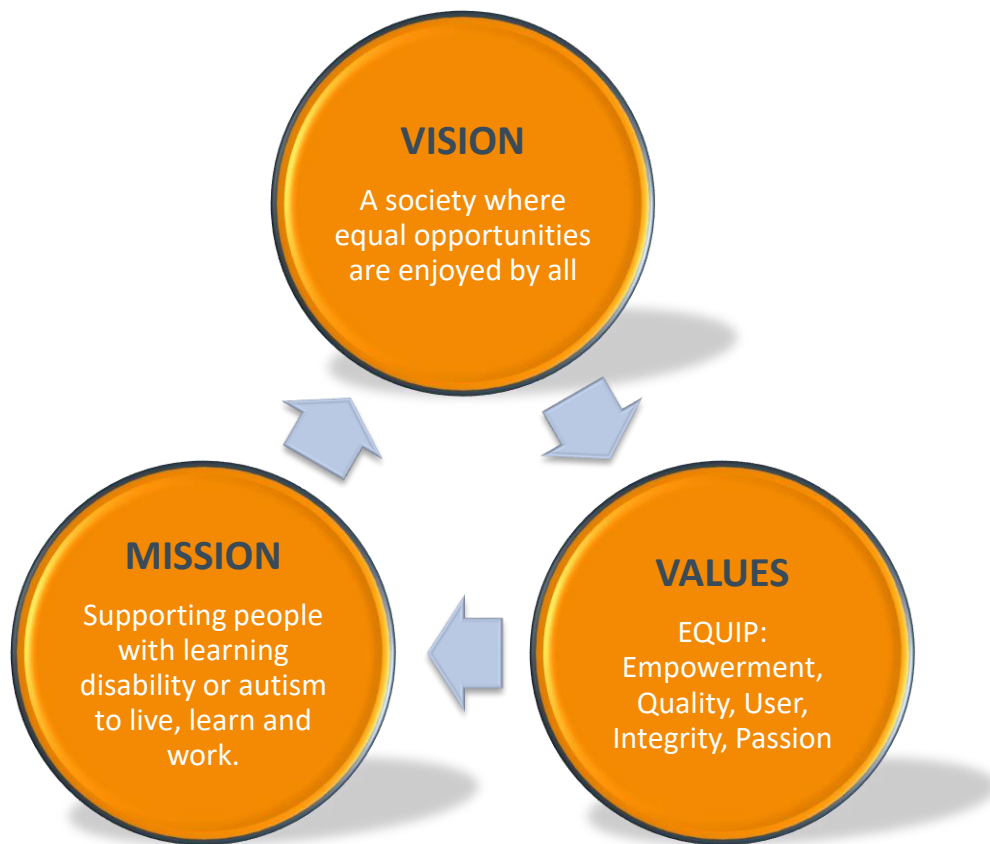 VISION
A society where
equal opportunities
are enjoyed by all
MISSION
Supporting people
with learning
disability or autism
to live, learn and
work.
VALUES
EQUIP:
Empowerment,
Quality, User,
Integrity, Passion